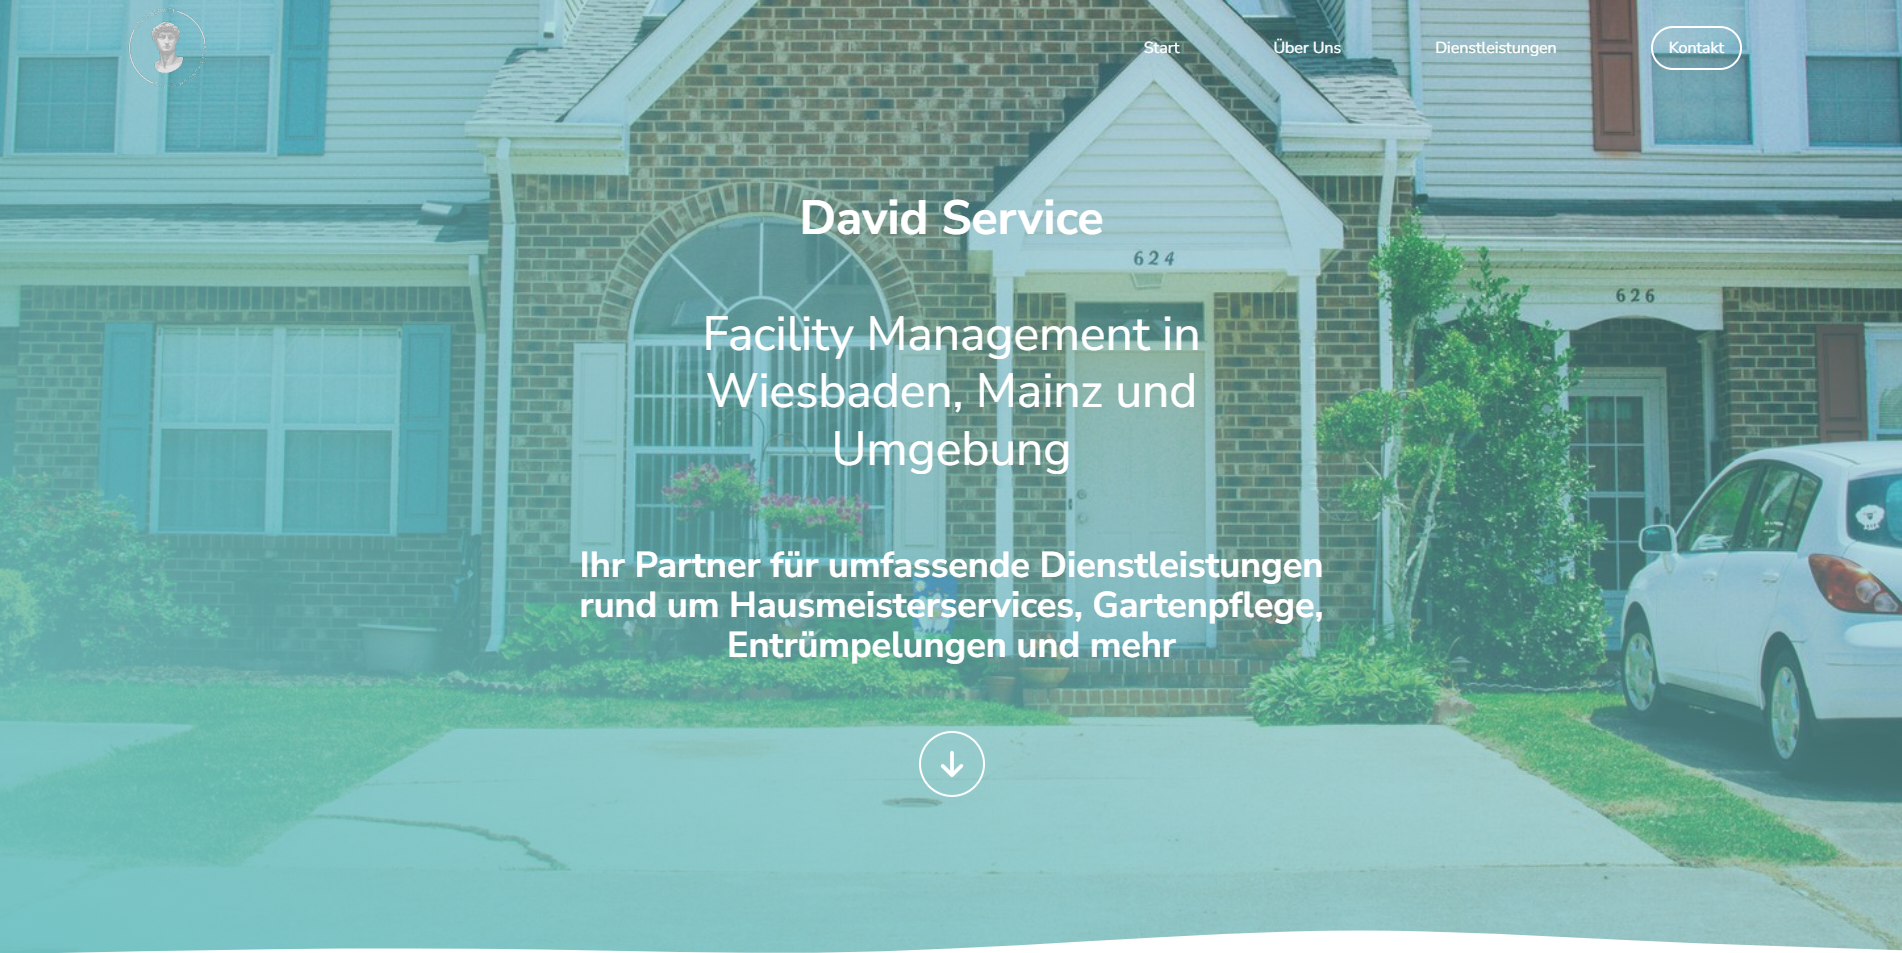 Start
Über Uns
Dienstleistungen
Kontakt
David Service
624
626
Facility Management in
Wiesbaden, Mainz und
Umgebung
Ihr Partner für umfassende Dienstleistungen
rund um Hausmeisterservices, Gartenpflege,
Entrümpelungen und mehr